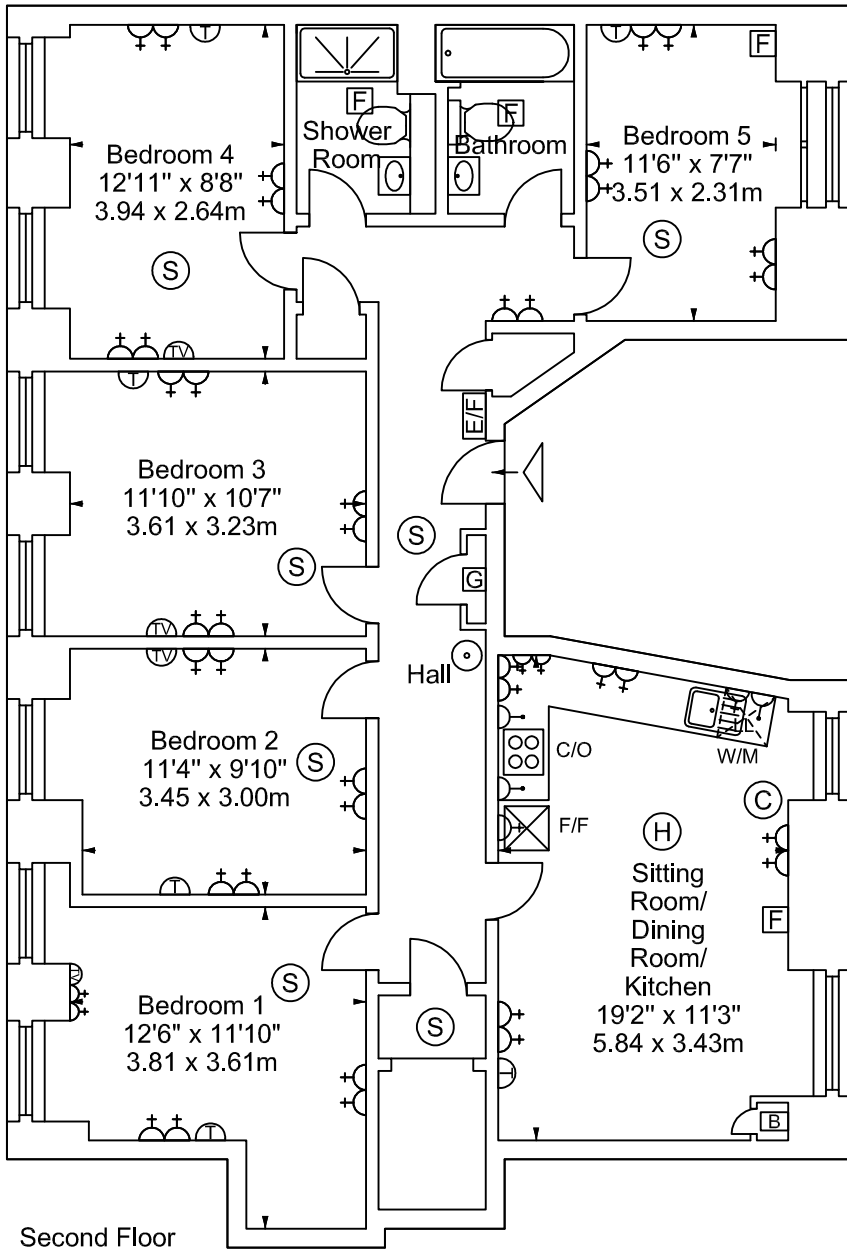 T
F
Bedroom 4
12'11" x 8'8"
3.94 x 2.64m
S
TV
F
Shower
Room
F
Bathroom
T
F
Bedroom 5
11'6" x 7'7"
3.51 x 2.31m
S
T
Bedroom 3
11'10" x 10'7"
3.61 x 3.23m
S
TV
E/F
S
G
Hall
TV
Bedroom 2
11'4" x 9'10"
3.45 x 3.00m
S
T
C/O
W/M
F/F
C
H
Sitting
Room/
Dining
Room/
Kitchen
19'2" x 11'3"
5.84 x 3.43m
F
T
B
S
Bedroom 1
12'6" x 11'10"
3.81 x 3.61m
T
S
Second Floor